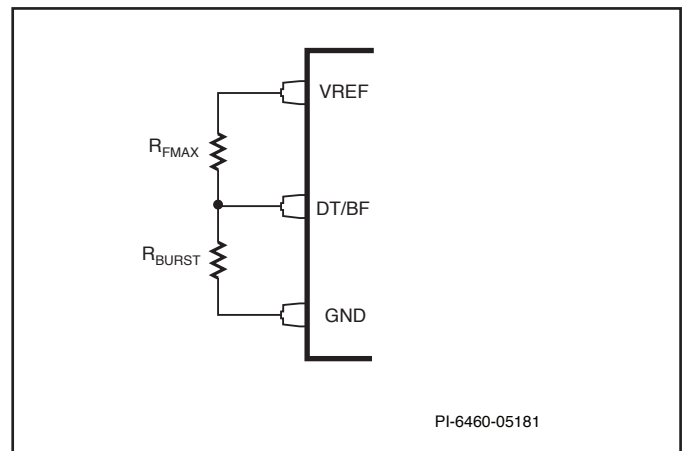 VREF
RFMAX
DT/BF
RBURST
GND
PI-6460-05181